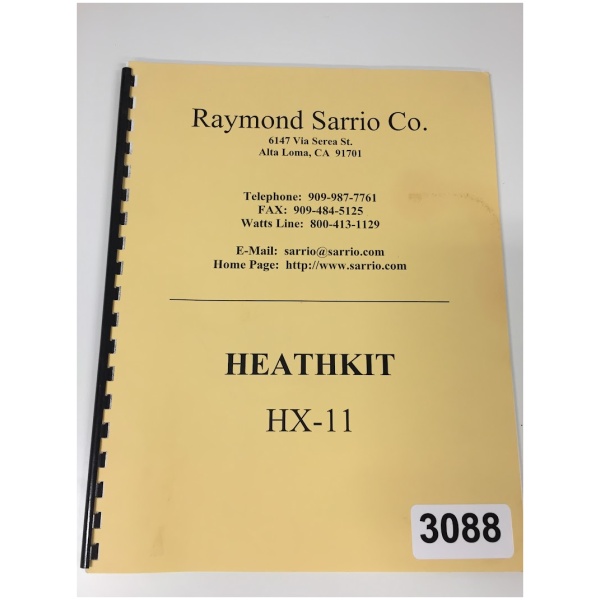 Raymond Sarrio Co.
6147 Via Serea St.
Alta Loma, CA 91701
Telephone: 909-987-7761
FAX: 909-484-5125
Watts Line: 800-413-1129
E-Mail: sarrio@sarrio.com
Home Page: http://www.sarrio.com
HEATHKIT
HX-11
3088